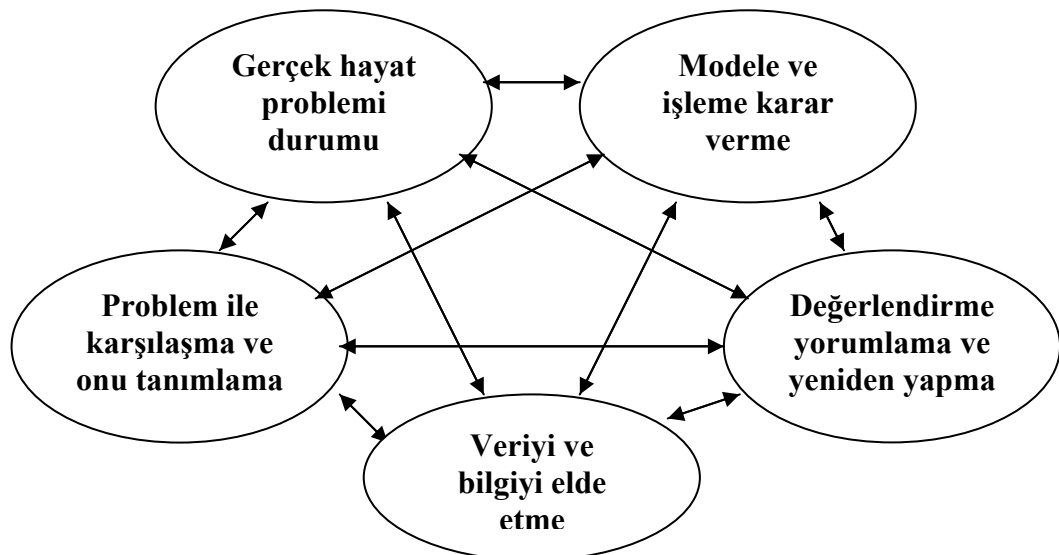 Gerçek hayat
problemi
durumu
Modele ve
işleme karar
verme
Problem ile
karşılaşma ve
onu tanımlama
Değerlendirme
yorumlama ve
yeniden yapma
Veriyi ve
bilgiyi elde
etme